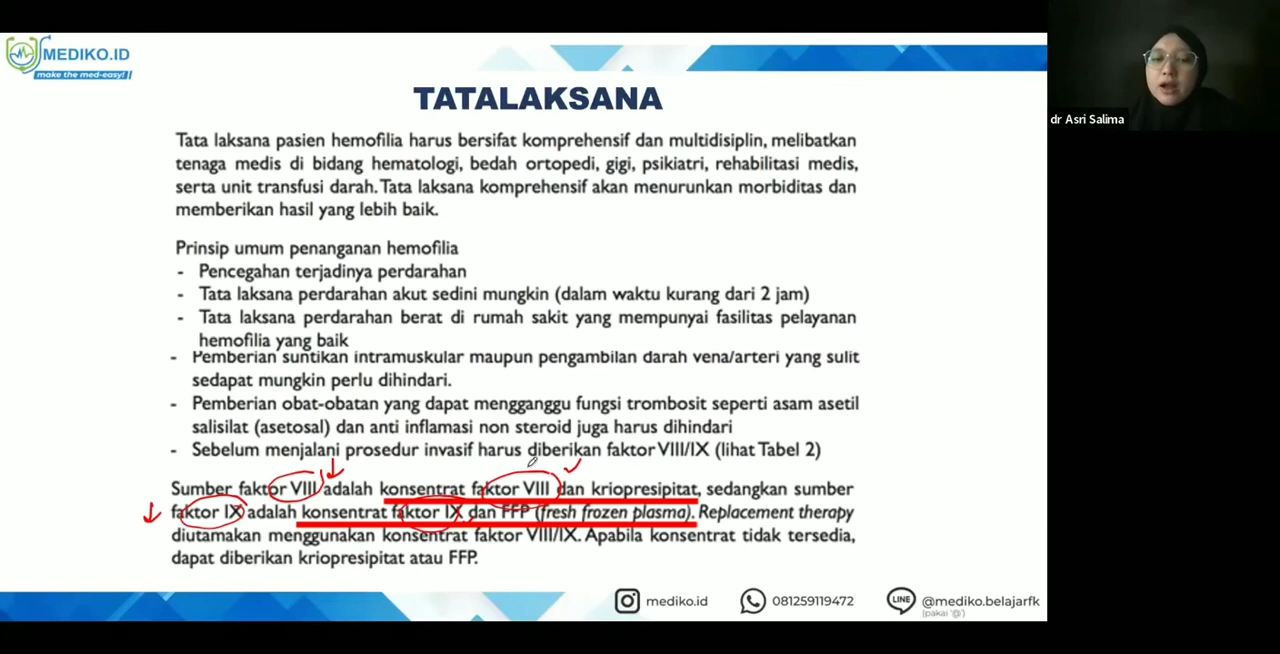 MEDIKO.ID
make the med-easy!
TATALAKSANA
dr Asri Salima
Tata laksana pasien hemofilia harus bersifat komprehensif dan multidisiplin, melibatkan
tenaga medis di bidang hematologi, bedah ortopedi, gigi, psikiatri, rehabilitasi medis,
serta unit transfusi darah. Tata laksana komprehensif akan menurunkan morbiditas dan
memberikan hasil yang lebih baik.
Prinsip umum penanganan hemofilia
- Pencegahan terjadinya perdarahan
- Tata laksana perdarahan akut sedini mungkin (dalam waktu kurang dari 2 jam)
- Tata laksana perdarahan berat di rumah sakit yang mempunyai fasilitas pelayanan
hemofilia yang baik
- Pemberian suntikan intramuskular maupun pengambilan darah vena/arteri yang sulit
sedapat mungkin perlu dihindari.
- Pemberian obat-obatan yang dapat mengganggu fungsi trombosit seperti asam asetil
salisilat (asetosal) dan anti inflamasi non steroid juga harus dihindari
- Sebelum menjalani prosedur invasif harus diberikan faktor VIII/IX (lihat Tabel 2)
Sumber faktor VIII adalah konsentrat faktor VIII dan kriopresipitat, sedangkan sumber
faktor IX adalah konsentrat faktor IX dan FFP (fresh frozen plasma). Replacement therapy
diutamakan menggunakan konsentrat faktor VIII/IX. Apabila konsentrat tidak tersedia,
dapat diberikan kriopresipitat atau FFP.
mediko.id
081259119472
LINE
@mediko.belajarfk
(pakai '@')